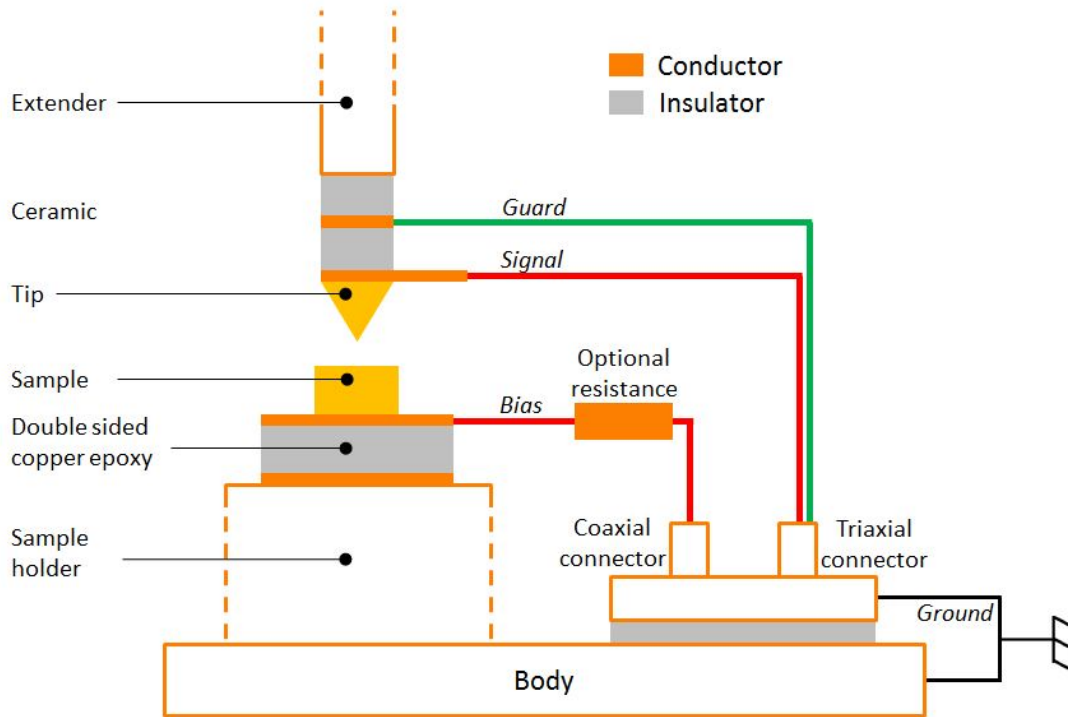 Conductor
Insulator
Extender
Ceramic
Guard
Signal
Tip
Optional
resistance
Sample
Bias
Double sided
copper epoxy
Sample
holder
Coaxial
connector
Triaxial
connector
Ground
Body